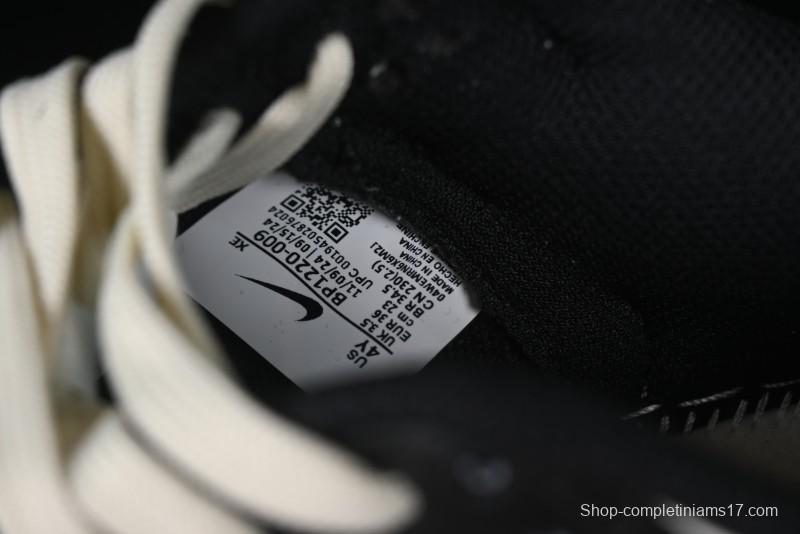 US
4Y
UK 3.5
EUR 36
cm 23
BR 34.5
CN 230(2.5)
MADE IN CHINA
HECHO EN CHINA
XE
BP1220-009
11/09/24 | 09/15/24
UPC 00194502876024
Shop-completiniams17.com